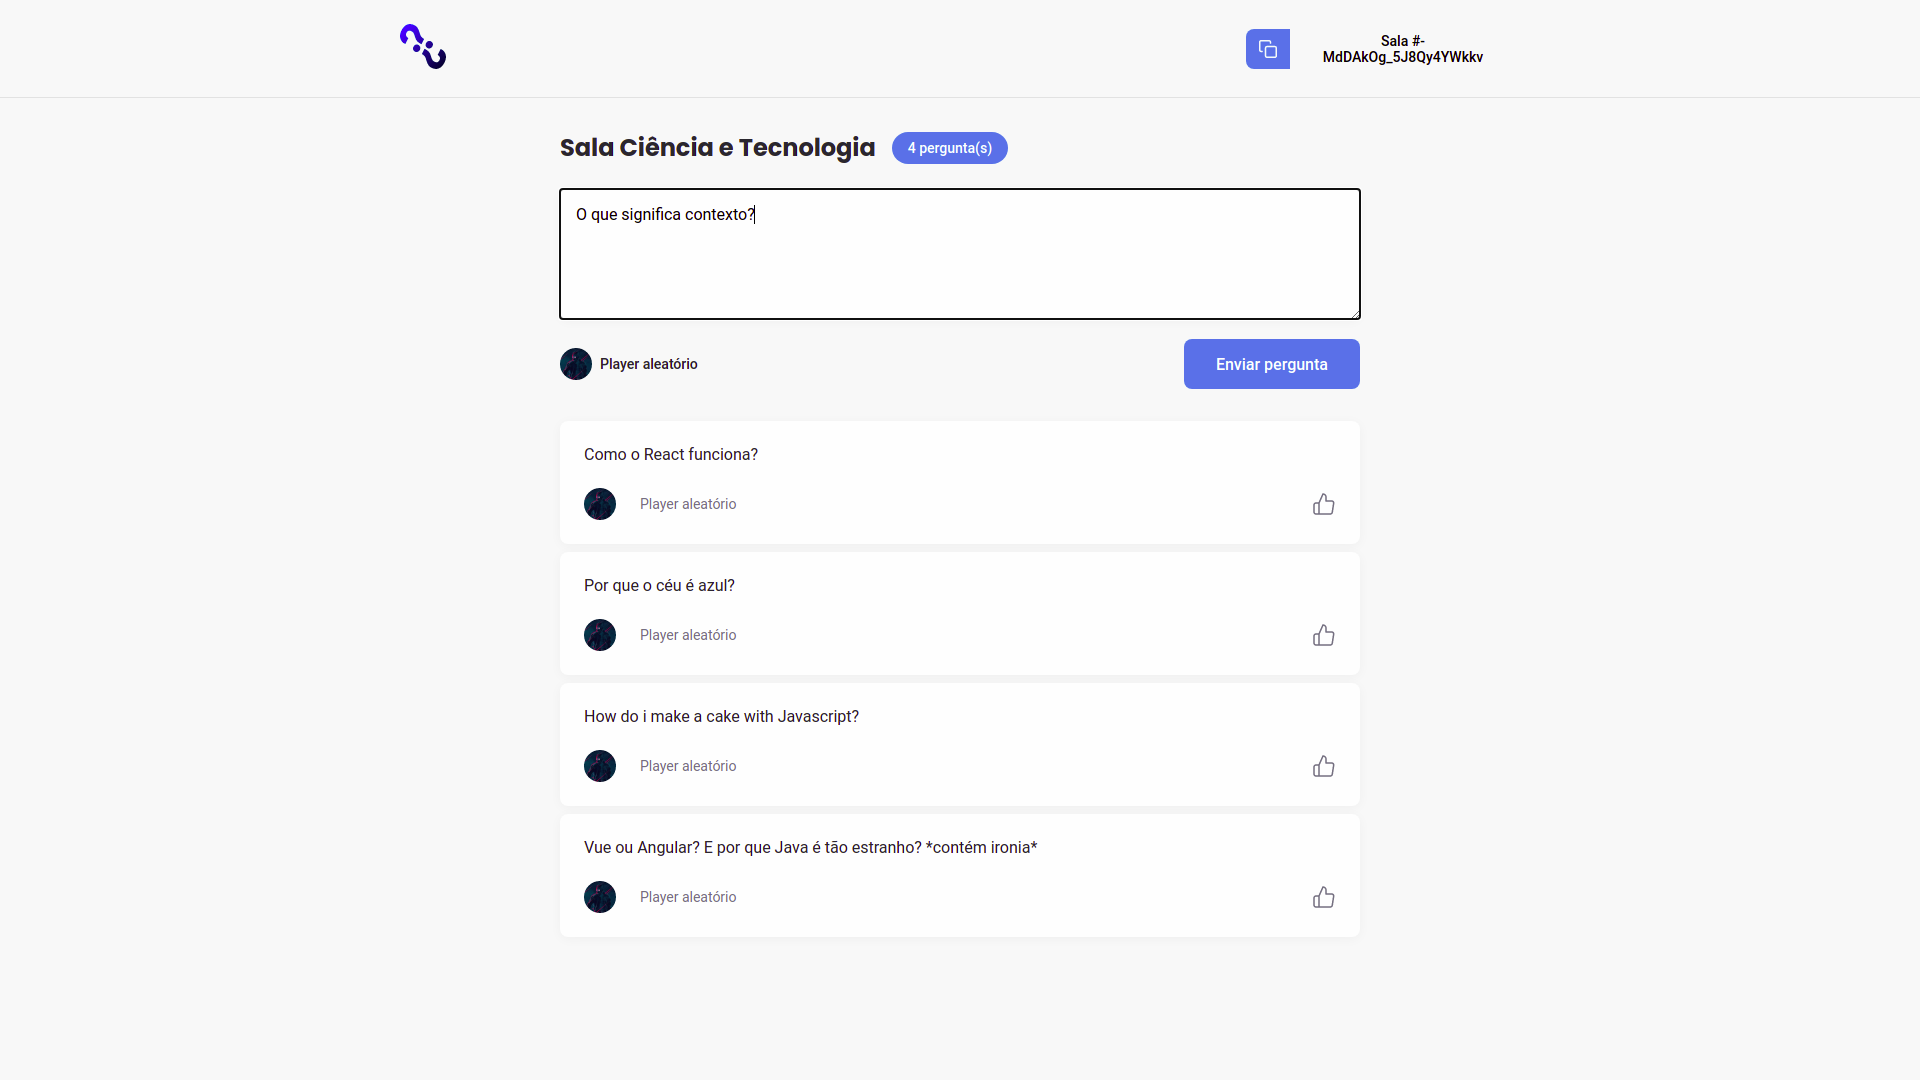 Sala #-
MdDAkOg_5J8Qy4YWkkv
Sala Ciência e Tecnologia
4 pergunta(s)
O que significa contexto?
Player aleatório
Enviar pergunta
Como o React funciona?
Player aleatório
Por que o céu é azul?
Player aleatório
How do i make a cake with Javascript?
Player aleatório
Vue ou Angular? E por que Java é tão estranho? *contém ironia*
Player aleatório